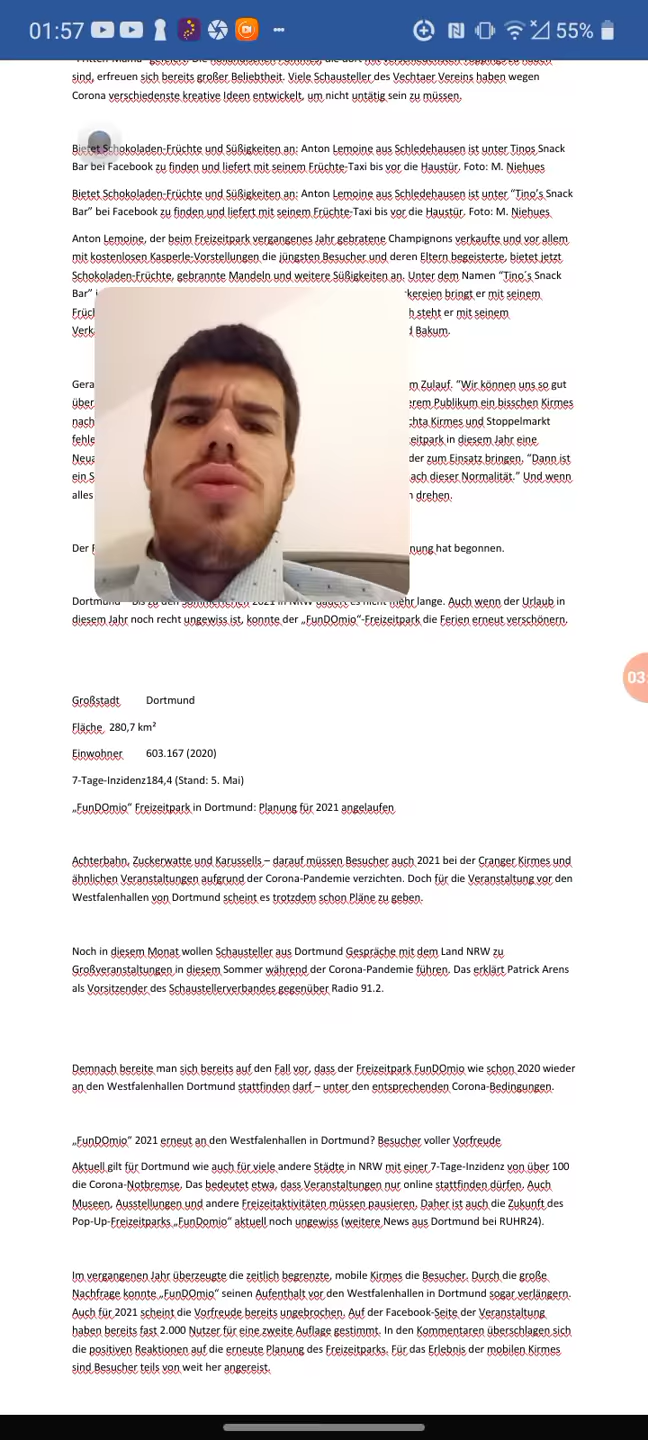 01:57
55%
sind, erfreuen sich bereits großer Beliebtheit. Viele Schausteller des Vechtaer Vereins haben wegen
Corona verschiedenste kreative Ideen entwickelt, um nicht untätig sein zu müssen.
Bietet Schokoladen-Früchte und Süßigkeiten an: Anton Lemoine aus Schledehausen ist unter Tinos Snack
Bar bei Facebook zu finden und liefert mit seinem Früchte-Taxi bis vor die Haustür. Foto: M. Niehues
Bietet Schokoladen-Früchte und Süßigkeiten an: Anton Lemoine aus Schledehausen ist unter “Tino’s Snack
Bar” bei Facebook zu finden und liefert mit seinem Früchte-Taxi bis vor die Haustür. Foto: M. Niehues
Anton Lemoine, der beim Freizeitpark vergangenes Jahr gebratene Champignons verkaufte und vor allem
mit kostenlosen Kasperle-Vorstellungen die jüngsten Besucher und deren Eltern begeisterte, bietet jetzt
Schokoladen-Früchte, gebrannte Mandeln und weitere Süßigkeiten an. Unter dem Namen “Tino´s Snack
Bar” kereien bringt er mit seinem
steht er mit seinem
Bakum.
Zulauf. “Wir können uns so gut
Publikum ein bisschen Kirmes
Kirmes und Stoppelmarkt
in diesem Jahr eine
zum Einsatz bringen. “Dann ist
ein dieser Normalität.” Und wenn
alles drehen.
Der hat begonnen.
Dortmund – Bis zu den Sommerferien 2021 in NRW dauert es nicht mehr lange. Auch wenn der Urlaub in
diesem Jahr noch recht ungewiss ist, konnte der „FunDOmio“-Freizeitpark die Ferien erneut verschönern.
Großstadt Dortmund
Fläche 280,7 km²
Einwohner 603.167 (2020)
7-Tage-Inzidenz184,4 (Stand: 5. Mai)
„FunDOmio“ Freizeitpark in Dortmund: Planung für 2021 angelaufen
Achterbahn, Zuckerwatte und Karussells – darauf müssen Besucher auch 2021 bei der Cranger Kirmes und
ähnlichen Veranstaltungen aufgrund der Corona-Pandemie verzichten. Doch für die Veranstaltung vor den
Westfalenhallen von Dortmund scheint es trotzdem schon Pläne zu geben.
Noch in diesem Monat wollen Schausteller aus Dortmund Gespräche mit dem Land NRW zu
Großveranstaltungen in diesem Sommer während der Corona-Pandemie führen. Das erklärt Patrick Arens
als Vorsitzender des Schaustellerverbandes gegenüber Radio 91.2.
Demnach bereite man sich bereits auf den Fall vor, dass der Freizeitpark FunDOmio wie schon 2020 wieder
an den Westfalenhallen Dortmund stattfinden darf – unter den entsprechenden Corona-Bedingungen.
„FunDOmio“ 2021 erneut an den Westfalenhallen in Dortmund? Besucher voller Vorfreude
Aktuell gilt für Dortmund wie auch für viele andere Städte in NRW mit einer 7-Tage-Inzidenz von über 100
die Corona-Notbremse. Das bedeutet etwa, dass Veranstaltungen nur online stattfinden dürfen. Auch
Museen, Ausstellungen und andere Freizeitaktivitäten müssen pausieren. Daher ist auch die Zukunft des
Pop-Up-Freizeitparks „FunDomio“ aktuell noch ungewiss (weitere News aus Dortmund bei RUHR24).
Im vergangenen Jahr überzeugte die zeitlich begrenzte, mobile Kirmes die Besucher. Durch die große
Nachfrage konnte „FunDOmio“ seinen Aufenthalt vor den Westfalenhallen in Dortmund sogar verlängern.
Auch für 2021 scheint die Vorfreude bereits ungebrochen. Auf der Facebook-Seite der Veranstaltung
haben bereits fast 2.000 Nutzer für eine zweite Auflage gestimmt. In den Kommentaren überschlagen sich
die positiven Reaktionen auf die erneute Planung des Freizeitparks. Für das Erlebnis der mobilen Kirmes
sind Besucher teils von weit her angereist.